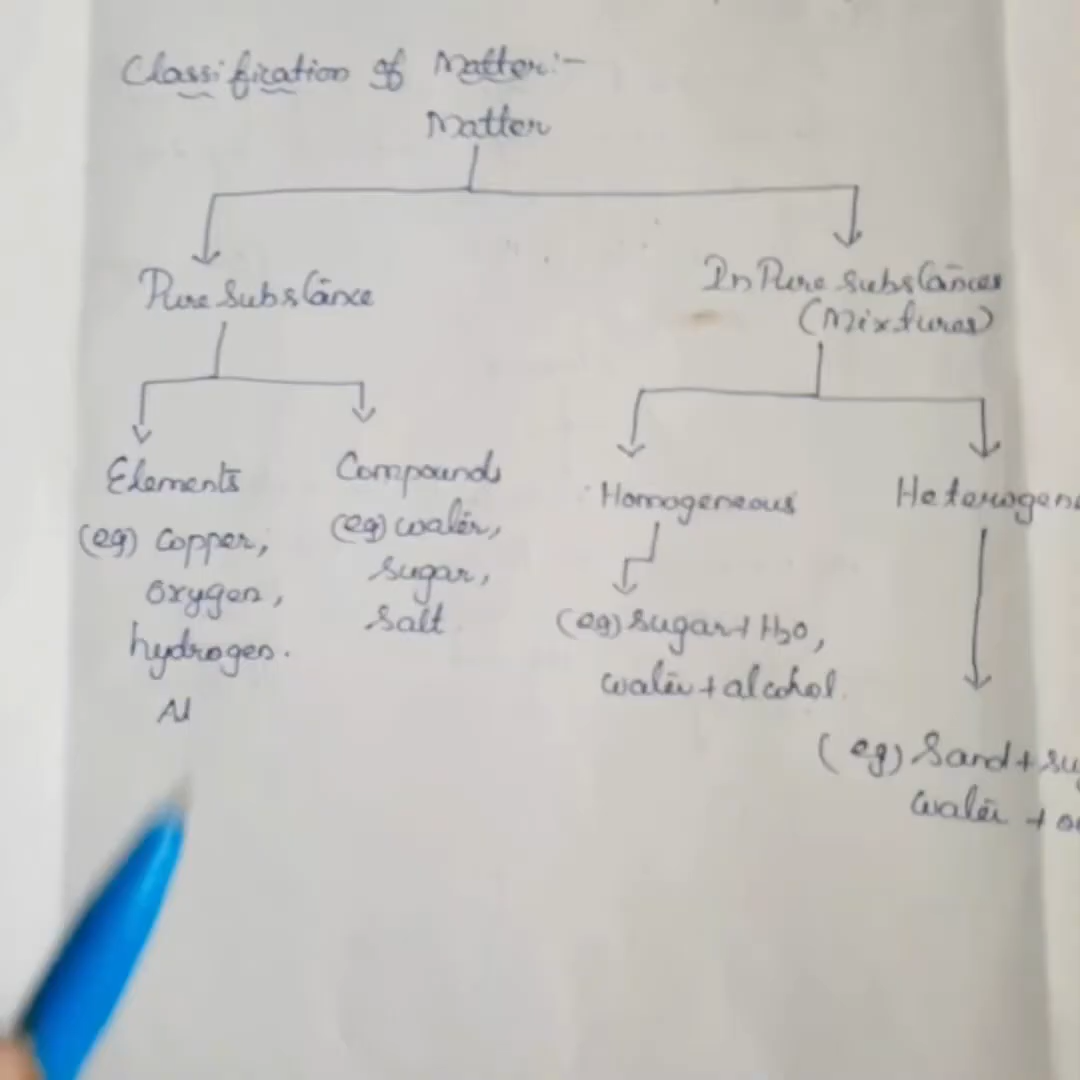 Classification of Matter:-
Matter
Pure Substance
InPure substances
(Mixtures)
Elements
(eg) copper,
oxygen,
hydrogen.
Al
Compounds
(eg) water,
sugar,
salt
Homogeneous
(eg) sugar + H₂O,
water + alcohol.
Heterogene
(eg) Sand + su
water +